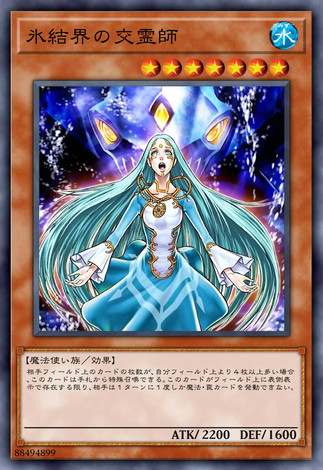 氷結界の交霊師
水
【魔法使い族／効果】
相手フィールド上のカードの枚数が、自分フィールド上より４枚以上多い場合、
このカードは手札から特殊召喚できる。このカードがフィールド上に表側表
示で存在する限り、相手は１ターンに１度しか魔法・罠カードを発動できない。
ATK/ 2200 DEF/1600
88494899